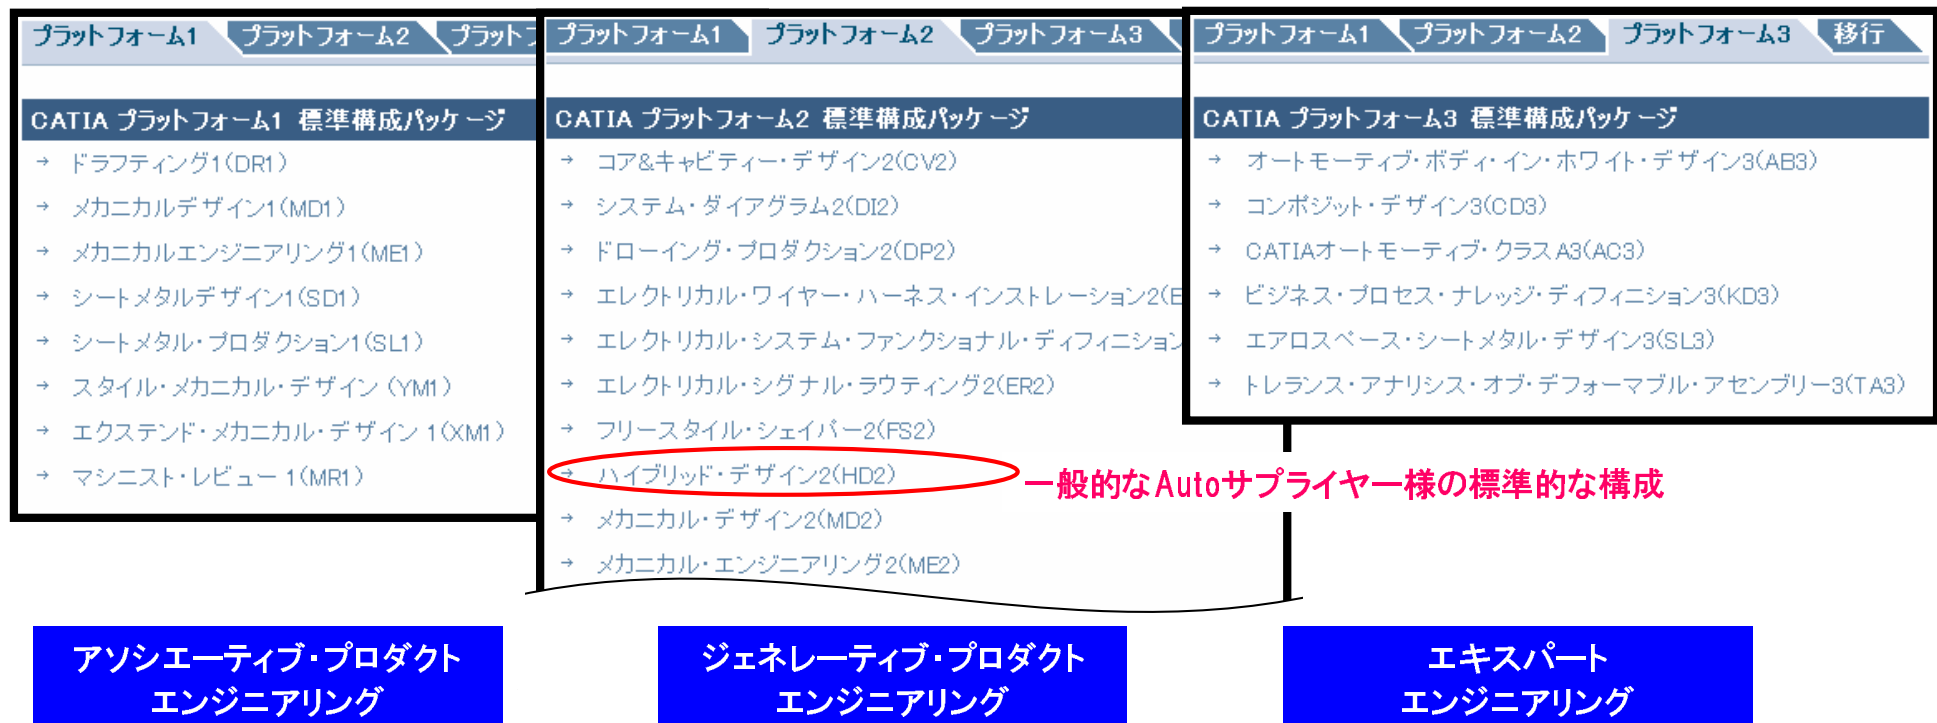 プラットフォーム1 プラットフォーム2 プラットフ
CATIA プラットフォーム1 標準構成パッケージ
→ ドラフティング1(DR1)
→ メカニカルデザイン1(MD1)
→ メカニカルエンジニアリング1(ME1)
→ シートメタルデザイン1(SD1)
→ シートメタル・プロダクション1(SL1)
→ スタイル・メカニカル・デザイン (YM1)
→ エクステンド・メカニカル・デザイン 1(XM1)
→ マシニスト・レビュー 1(MR1)
プラットフォーム1 プラットフォーム2 プラットフォーム3
CATIA プラットフォーム2 標準構成パッケージ
→ コア&キャビティー・デザイン2(CV2)
→ システム・ダイアグラム2(DI2)
→ ドローイング・プロダクション2(DP2)
→ エレクトリカル・ワイヤー・ハーネス・インストレーション2(E
→ エレクトリカル・システム・ファンクショナル・ディフィニション
→ エレクトリカル・シグナル・ラウティング2(ER2)
→ フリースタイル・シェイパー2(FS2)
→ ハイブリッド・デザイン2(HD2)
→ メカニカル・デザイン2(MD2)
→ メカニカル・エンジニアリング2(ME2)
プラットフォーム1 プラットフォーム2 プラットフォーム3 移行
CATIA プラットフォーム3 標準構成パッケージ
→ オートモーティブ・ボディ・イン・ホワイト・デザイン3(AB3)
→ コンポジット・デザイン3(CD3)
→ CATIAオートモーティブ・クラスA3(AC3)
→ ビジネス・プロセス・ナレッジ・ディフィニション3(KD3)
→ エアロスペース・シートメタル・デザイン3(SL3)
→ トレランス・アナリシス・オブ・デフォーマブル・アセンブリー3(TA3)
一般的なAutoサプライヤー様の標準的な構成
アソシエーティブ・プロダクト
エンジニアリング
ジェネレーティブ・プロダクト
エンジニアリング
エキスパート
エンジニアリング